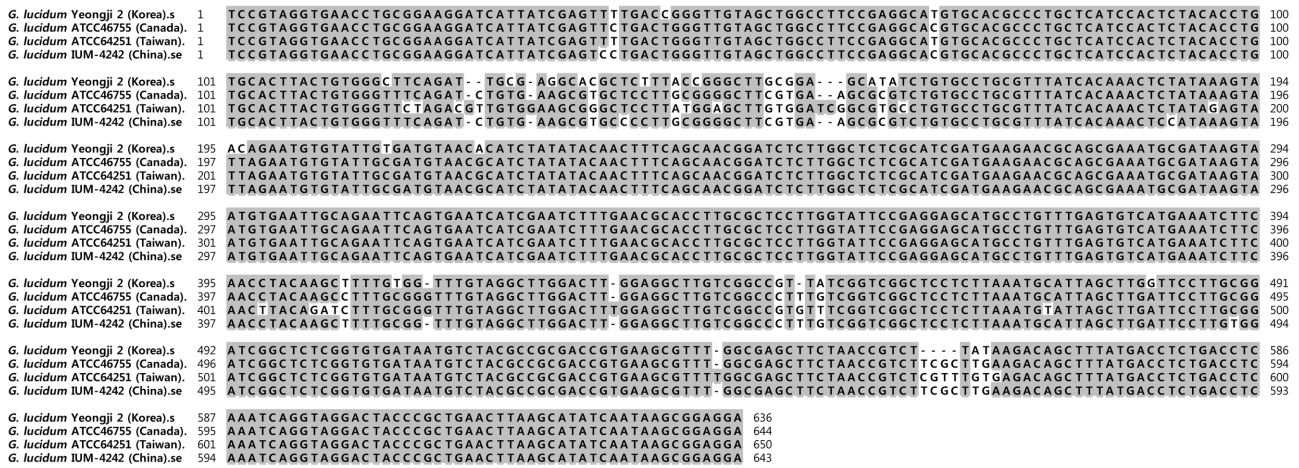 G. lucidum Yeongji 2 (Korea).s 1 TCCGTAGGTGAACCTGCGGAAGGATCATTATCGAGTTTTGACCGGGTTGTAGCTGGCCTTCCGAGGCATGTGCACGCCCTGCTCATCCACTCTACACCTG 100
G. lucidum ATCC46755 (Canada). 1 TCCGTAGGTGAACCTGCGGAAGGATCATTATCGAGTTCTGACTGGGTTGTAGCTGGCCTTCCGAGGCACGTGCACGCCCTGCTCATCCACTCTACACCTG 100
G. lucidum ATCC64251 (Taiwan). 1 TCCGTAGGTGAACCTGCGGAAGGATCATTATCGAGTTCTGACTGGGTTGTAGCTGGCCTTCCGAGGCATGTGCACGCCCTGCTCATCCACTCTACACCTG 100
G. lucidum IUM-4242 (China).se 1 TCCGTAGGTGAACCTGCGGAAGGATCATTATCGAGTCCTGACTGGGTTGTAGCTGGCCTTCCGAGGCACGTGCACGCCCTGCTCATCCACTCTACACCTG 100
G. lucidum Yeongji 2 (Korea).s 101 TGCACTTACTGTGGGCTTCAGAT--TGCG-AGGCACGCTCTTTACCGGGCTTGCGGA---GCATATCTGTGCCTGCGTTTATCACAAACTCTATAAAGTA 194
G. lucidum ATCC46755 (Canada). 101 TGCACTTACTGTGGGTTTCAGAT-CTGTG-AAGCGTGCTCCTTGCGGGGCTTCGTGA--AGCGCGTCTGTGCCTGCGTTTATCACAAACTCTATAAAGTA 196
G. lucidum ATCC64251 (Taiwan). 101 TGCACTTACTGTGGGTTCTAGACGTTGTGGAAGCGGGCTCCTTATGGAGCTTGTGGATCGGCGTGCCTGTGCCTGCGTTTATCACAAACTCTATAGAGTA 200
G. lucidum IUM-4242 (China).se 101 TGCACTTACTGTGGGTTTCAGAT-CTGTG-AAGCGTGCCCCTTGCGGGGCTTCGTGA--AGCGCGTCTGTGCCTGCGTTTATCACAAACTCCATAAAGTA 196
G. lucidum Yeongji 2 (Korea).s 195 ACAGAATGTGTATTGTGATGTAACACATCTATATACAACTTTCAGCAACGGATCTCTTGGCTCTCGCATCGATGAAGAACGCAGCGAAATGCGATAAGTA 294
G. lucidum ATCC46755 (Canada). 197 TTAGAATGTGTATTGCGATGTAACGCATCTATATACAACTTTCAGCAACGGATCTCTTGGCTCTCGCATCGATGAAGAACGCAGCGAAATGCGATAAGTA 296
G. lucidum ATCC64251 (Taiwan). 201 TTAGAATGTGTATTGCGATGTAACGCATCTATATACAACTTTCAGCAACGGATCTCTTGGCTCTCGCATCGATGAAGAACGCAGCGAAATGCGATAAGTA 300
G. lucidum IUM-4242 (China).se 197 TTAGAATGTGTATTGCGATGTAACGCATCTATATACAACTTTCAGCAACGGATCTCTTGGCTCTCGCATCGATGAAGAACGCAGCGAAATGCGATAAGTA 296
G. lucidum Yeongji 2 (Korea).s 295 ATGTGAATTGCAGAATTCAGTGAATCATCGAATCTTTGAACGCACCTTGCGCTCCTTGGTATTCCGAGGAGCATGCCTGTTTGAGTGTCATGAAATCTTC 394
G. lucidum ATCC46755 (Canada). 297 ATGTGAATTGCAGAATTCAGTGAATCATCGAATCTTTGAACGCACCTTGCGCTCCTTGGTATTCCGAGGAGCATGCCTGTTTGAGTGTCATGAAATCTTC 396
G. lucidum ATCC64251 (Taiwan). 301 ATGTGAATTGCAGAATTCAGTGAATCATCGAATCTTTGAACGCACCTTGCGCTCCTTGGTATTCCGAGGAGCATGCCTGTTTGAGTGTCATGAAATCTTC 400
G. lucidum IUM-4242 (China).se 297 ATGTGAATTGCAGAATTCAGTGAATCATCGAATCTTTGAACGCACCTTGCGCTCCTTGGTATTCCGAGGAGCATGCCTGTTTGAGTGTCATGAAATCTTC 396
G. lucidum Yeongji 2 (Korea).s 395 AACCTACAAGCTTTTGTGG-TTTGTAGGCTTGGACTT-GGAGGCTTGTCGGCCGT-TATCGGTCGGCTCCTCTTAAATGCATTAGCTTGGTTCCTTGCGG 491
G. lucidum ATCC46755 (Canada). 397 AACCTACAAGCCTTTGCGGGTTTGTAGGCTTGGACTT-GGAGGCTTGTCGGCCCTTTGTCGGTCGGCTCCTCTTAAATGCATTAGCTTGATTCCTTGCGG 495
G. lucidum ATCC64251 (Taiwan). 401 AACTTACAGATCTTTGCGGGTTTGTAGGCTTGGACTTTGGAGGCTTGTCGGCCGTGTTTCGGTCGGCTCCTCTTAAATGTATTAGCTTGATTCCTTGCGG 500
G. lucidum IUM-4242 (China).se 397 AACCTACAAGCTTTTGCGG-TTTGTAGGCTTGGACTT-GGAGGCTTGTCGGCCCTTTGTCGGTCGGCTCCTCTTAAATGCATTAGCTTGATTCCTTGTGG 494
G. lucidum Yeongji 2 (Korea).s 492 ATCGGCTCTCGGTGTGATAATGTCTACGCCGCGACCGTGAAGCGTTT-GGCGAGCTTCTAACCGTCT----TATAAGACAGCTTTATGACCTCTGACCTC 586
G. lucidum ATCC46755 (Canada). 496 ATCGGCTCTCGGTGTGATAATGTCTACGCCGCGACCGTGAAGCGTTT-GGCGAGCTTCTAACCGTCTTCGCTTGAAGACAGCTTTATGACCTCTGACCTC 594
G. lucidum ATCC64251 (Taiwan). 501 ATCGGCTCTCGGTGTGATAATGTCTACGCCGCGACCGTGAAGCGTTTTGGCGAGCTTCTAACCGTCTCGTTTGTGAGACAGCTTTATGACCTCTGACCTC 600
G. lucidum IUM-4242 (China).se 495 ATCGGCTCTCGGTGTGATAATGTCTACGCCGCGACCGTGAAGCGTTT-GGCGAGCTTCTAACCGTCTTCGCTTGAAGACAGCTTTATGACCTCTGACCTC 593
G. lucidum Yeongji 2 (Korea).s 587 AAATCAGGTAGGACTACCCGCTGAACTTAAGCATATCAATAAGCGGAGGA 636
G. lucidum ATCC46755 (Canada). 595 AAATCAGGTAGGACTACCCGCTGAACTTAAGCATATCAATAAGCGGAGGA 644
G. lucidum ATCC64251 (Taiwan). 601 AAATCAGGTAGGACTACCCGCTGAACTTAAGCATATCAATAAGCGGAGGA 650
G. lucidum IUM-4242 (China).se 594 AAATCAGGTAGGACTACCCGCTGAACTTAAGCATATCAATAAGCGGAGGA 643